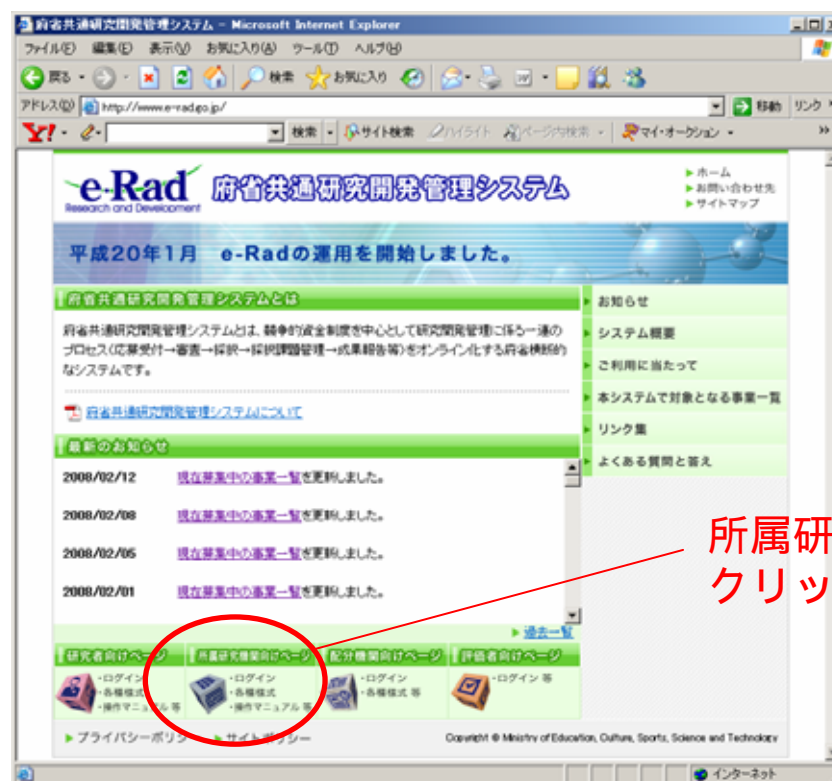 府省共通研究開発管理システム - Microsoft Internet Explorer
ファイル(F) 編集(E) 表示(V) お気に入り(A) ツール(T) ヘルプ(H)
戻る 検索 お気に入り
アドレス(D) http://www.e-rad.go.jp/ 移動 リンク
Y! 検索 サイト検索 ハイライト ページ内検索 マイ・オークション
e-Rad 府省共通研究開発管理システム
Research and Development
ホーム
お問い合わせ先
サイトマップ
平成20年1月 e-Radの運用を開始しました。
府省共通研究開発管理システムとは
府省共通研究開発管理システムとは、競争的資金制度を中心として研究開発管理に係る一連の
プロセス(応募受付→審査→採択→採択課題管理→成果報告等)をオンライン化する府省横断的
なシステムです。
府省共通研究開発管理システムについて
最新のお知らせ
2008/02/12 現在募集中の事業一覧を更新しました。
2008/02/08 現在募集中の事業一覧を更新しました。
2008/02/05 現在募集中の事業一覧を更新しました。
2008/02/01 現在募集中の事業一覧を更新しました。
過去一覧
お知らせ
システム概要
ご利用に当たって
本システムで対象となる事業一覧
リンク集
よくある質問と答え
所属研
クリッ
研究者向けページ
・ログイン
・各種様式
・操作マニュアル 等
所属研究機関向けページ
・ログイン
・各種様式
・操作マニュアル 等
配分機関向けページ
・ログイン
・各種様式 等
評価者向けページ
・ログイン 等
プライバシーポリシー サイトポリシー Copyright © Ministry of Education, Culture, Sports, Science and Technology
インターネット